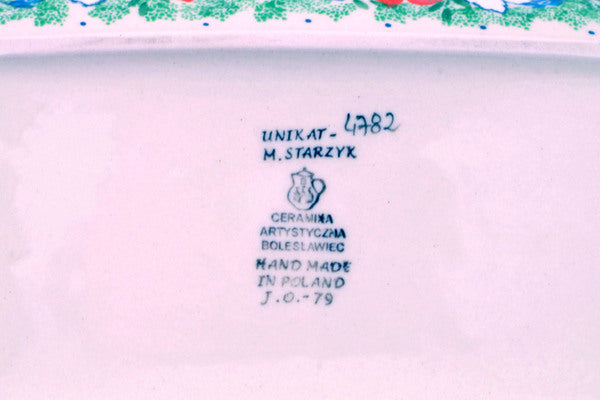 UNIKAT - 4782
M. STARZYK
CERAMIKA
ARTYSTYCZNA
BOLESŁAWIEC
HAND MADE
IN POLAND
J.O.-79